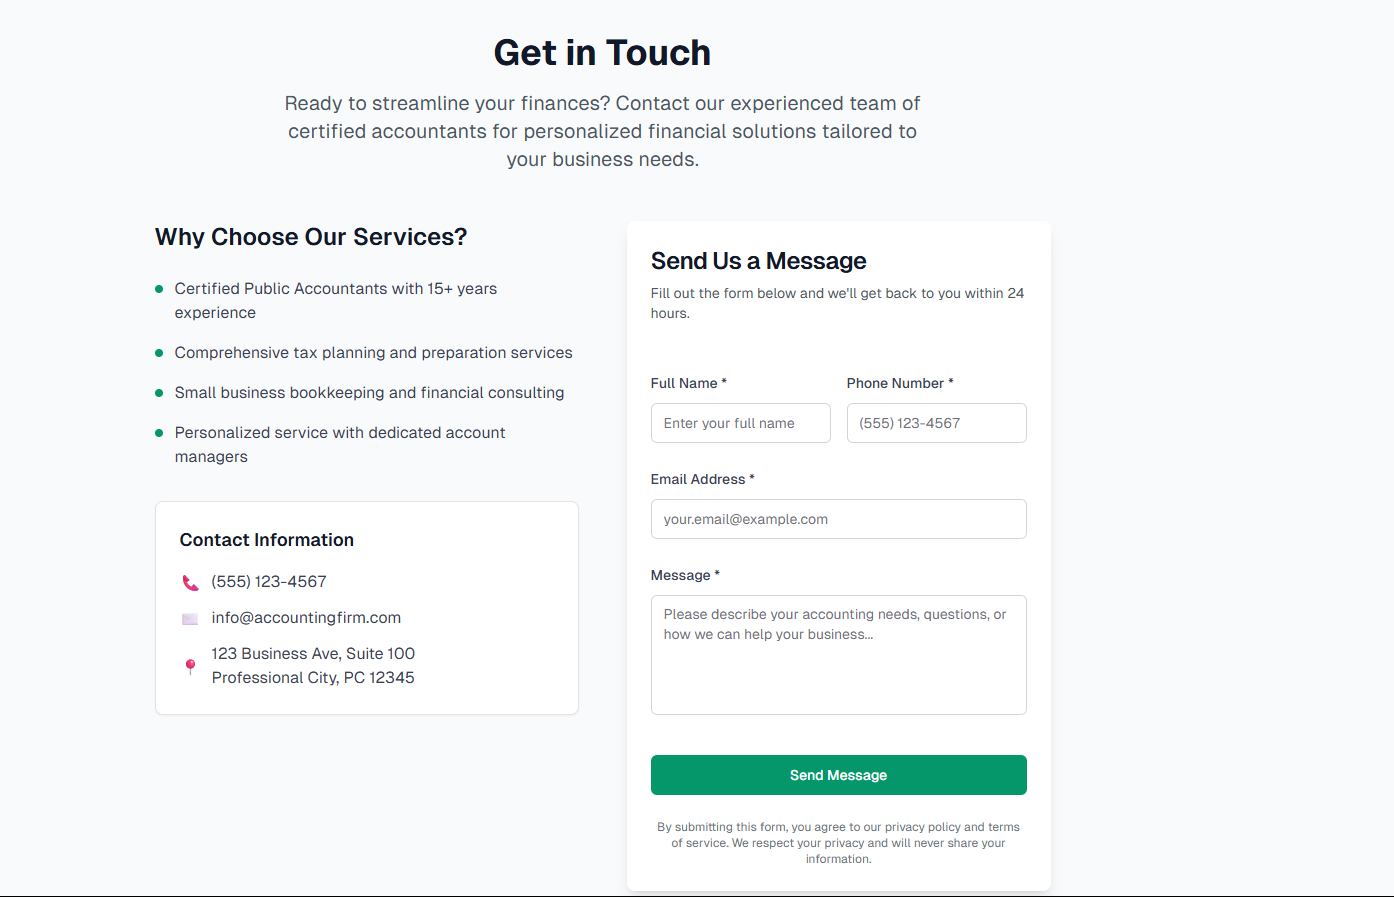 Get in Touch
Ready to streamline your finances? Contact our experienced team of
certified accountants for personalized financial solutions tailored to
your business needs.
Why Choose Our Services?
Certified Public Accountants with 15+ years
experience
Comprehensive tax planning and preparation services
Small business bookkeeping and financial consulting
Personalized service with dedicated account
managers
Contact Information
(555) 123-4567
info@accountingfirm.com
123 Business Ave, Suite 100
Professional City, PC 12345
Send Us a Message
Fill out the form below and we'll get back to you within 24
hours.
Full Name *
Phone Number *
Enter your full name
(555) 123-4567
Email Address *
your.email@example.com
Message *
Please describe your accounting needs, questions, or
how we can help your business...
Send Message
By submitting this form, you agree to our privacy policy and terms
of service. We respect your privacy and will never share your
information.